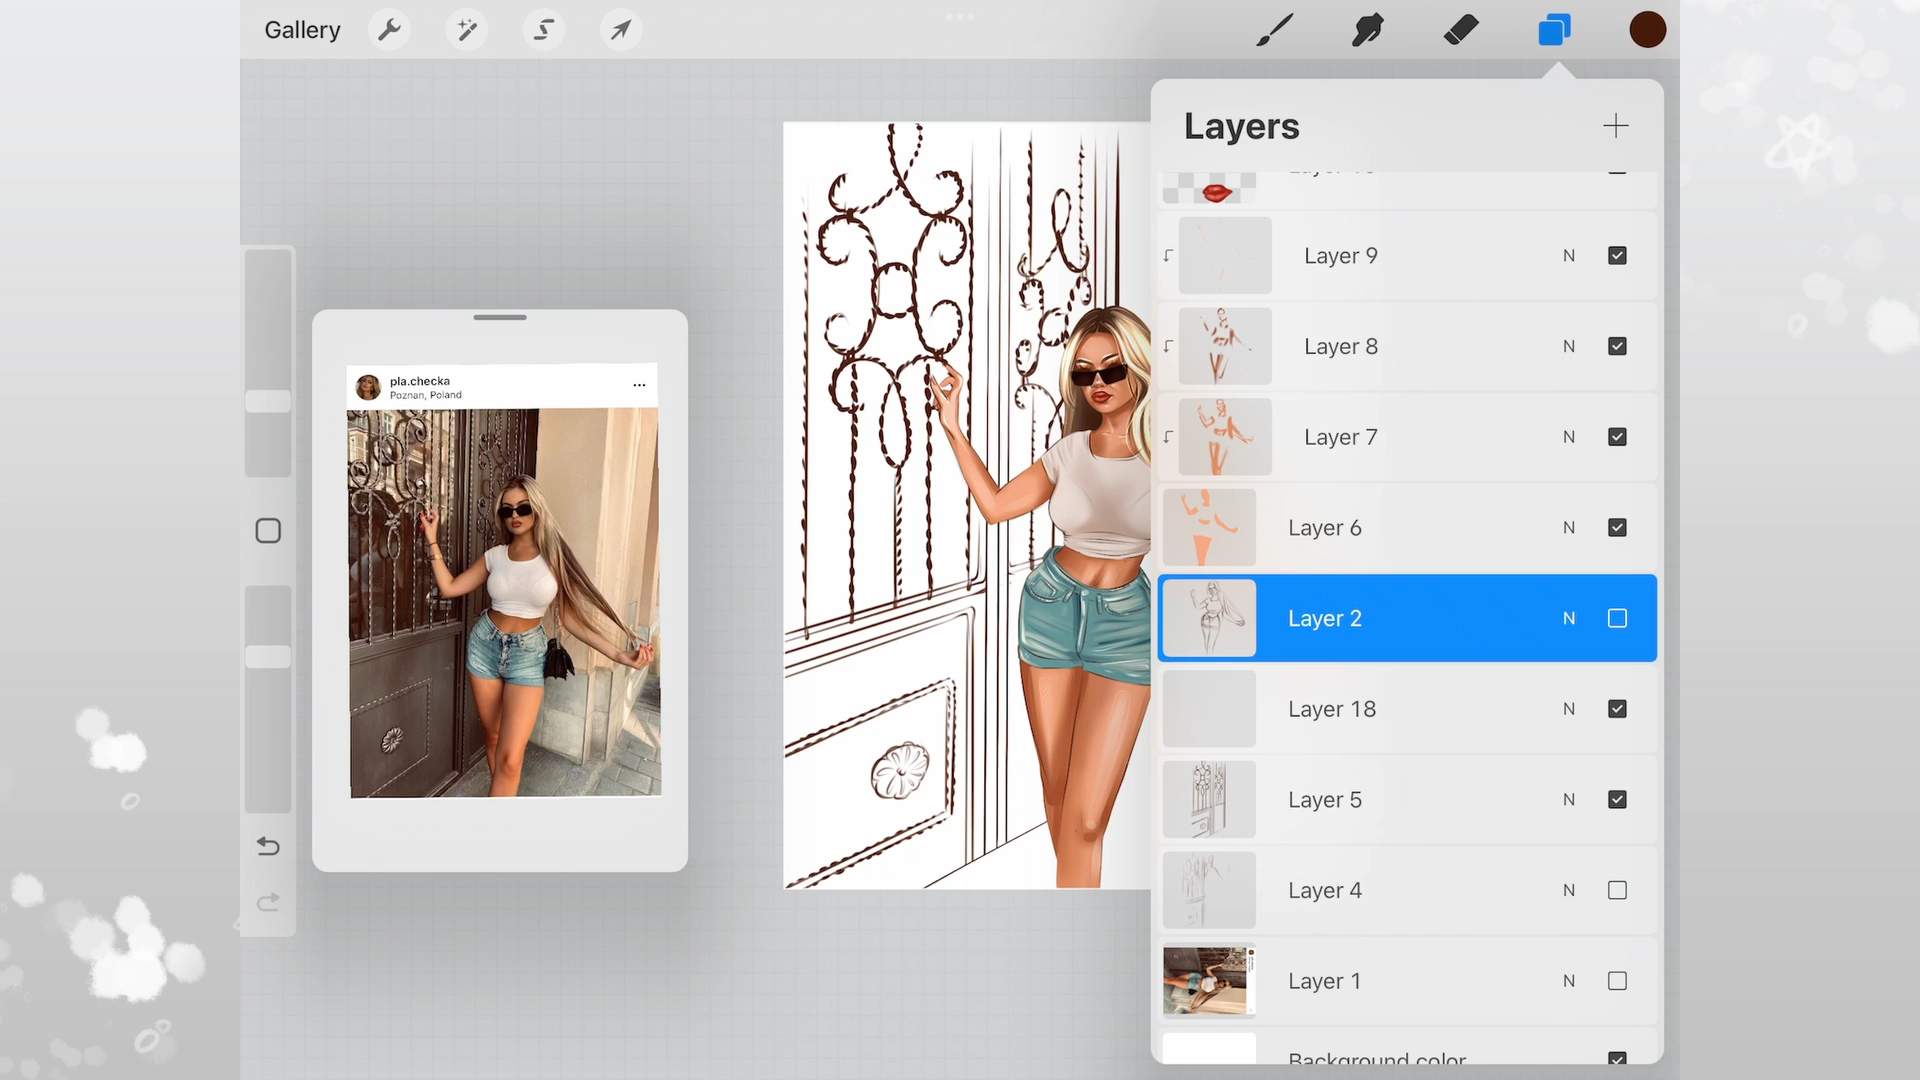 Gallery
Layers
Layer 9 N
Layer 8 N
Layer 7 N
Layer 6 N
Layer 2 N
Layer 18 N
Layer 5 N
Layer 4 N
Layer 1 N
Background color
pla.checka
Poznan, Poland